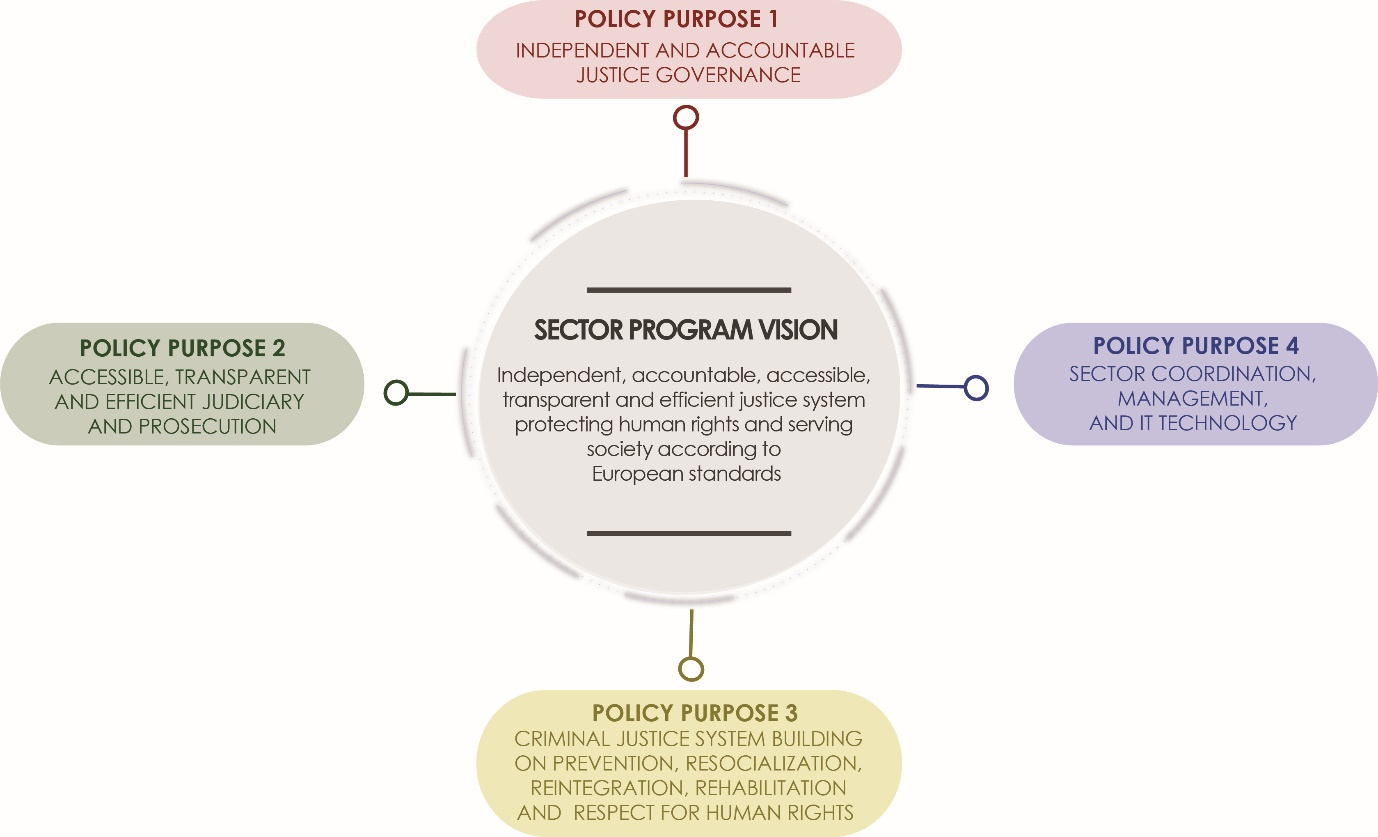 POLICY PURPOSE 1
INDEPENDENT AND ACCOUNTABLE
JUSTICE GOVERNANCE
SECTOR PROGRAM VISION
Independent, accountable, accessible,
transparent and efficient justice system
protecting human rights and serving
society according to
European standards
POLICY PURPOSE 2
ACCESSIBLE, TRANSPARENT
AND EFFICIENT JUDICIARY
AND PROSECUTION
POLICY PURPOSE 4
SECTOR COORDINATION,
MANAGEMENT,
AND IT TECHNOLOGY
POLICY PURPOSE 3
CRIMINAL JUSTICE SYSTEM BUILDING
ON PREVENTION, RESOCIALIZATION,
REINTEGRATION, REHABILITATION
AND RESPECT FOR HUMAN RIGHTS